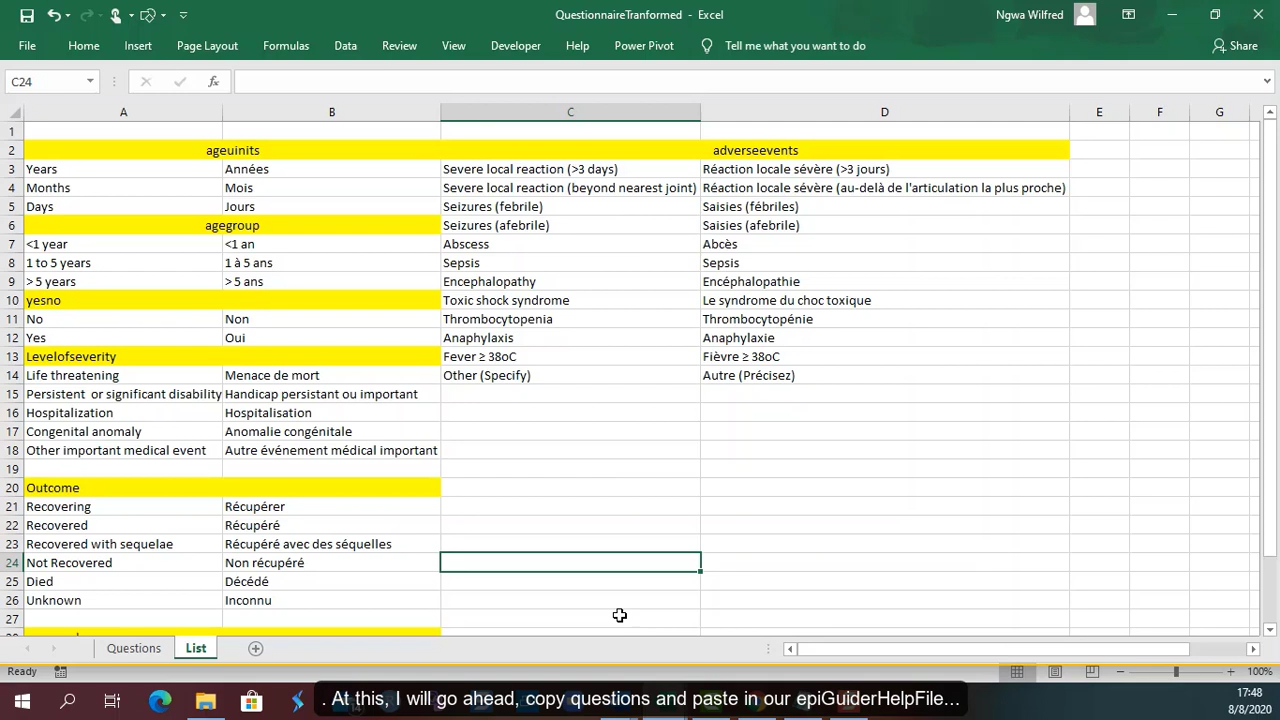 QuestionnaireTranformed - Excel
Ngwa Wilfred
File Home Insert Page Layout Formulas Data Review View Developer Help Power Pivot Tell me what you want to do Share
C24 fx
A B C D E F G
1
2 ageuinits adverseevents
3 Years Années Severe local reaction (>3 days) Réaction locale sévère (>3 jours)
4 Months Mois Severe local reaction (beyond nearest joint) Réaction locale sévère (au-delà de l'articulation la plus proche)
5 Days Jours Seizures (febrile) Saisies (fébriles)
6 agegroup Seizures (afebrile) Saisies (afebrile)
7 <1 year <1 an Abscess Abcès
8 1 to 5 years 1 à 5 ans Sepsis Sepsis
9 > 5 years > 5 ans Encephalopathy Encéphalopathie
10 yesno Toxic shock syndrome Le syndrome du choc toxique
11 No Non Thrombocytopenia Thrombocytopénie
12 Yes Oui Anaphylaxis Anaphylaxie
13 Levelofseverity Fever ≥ 38oC Fièvre ≥ 38oC
14 Life threatening Menace de mort Other (Specify) Autre (Précisez)
15 Persistent or significant disability Handicap persistant ou important
16 Hospitalization Hospitalisation
17 Congenital anomaly Anomalie congénitale
18 Other important medical event Autre événement médical important
19
20 Outcome
21 Recovering Récupérer
22 Recovered Récupéré
23 Recovered with sequelae Récupéré avec des séquelles
24 Not Recovered Non récupéré
25 Died Décédé
26 Unknown Inconnu
27
Questions List
Ready 100%
. At this, I will go ahead, copy questions and paste in our epiGuiderHelpFile...
17:48
8/8/2020